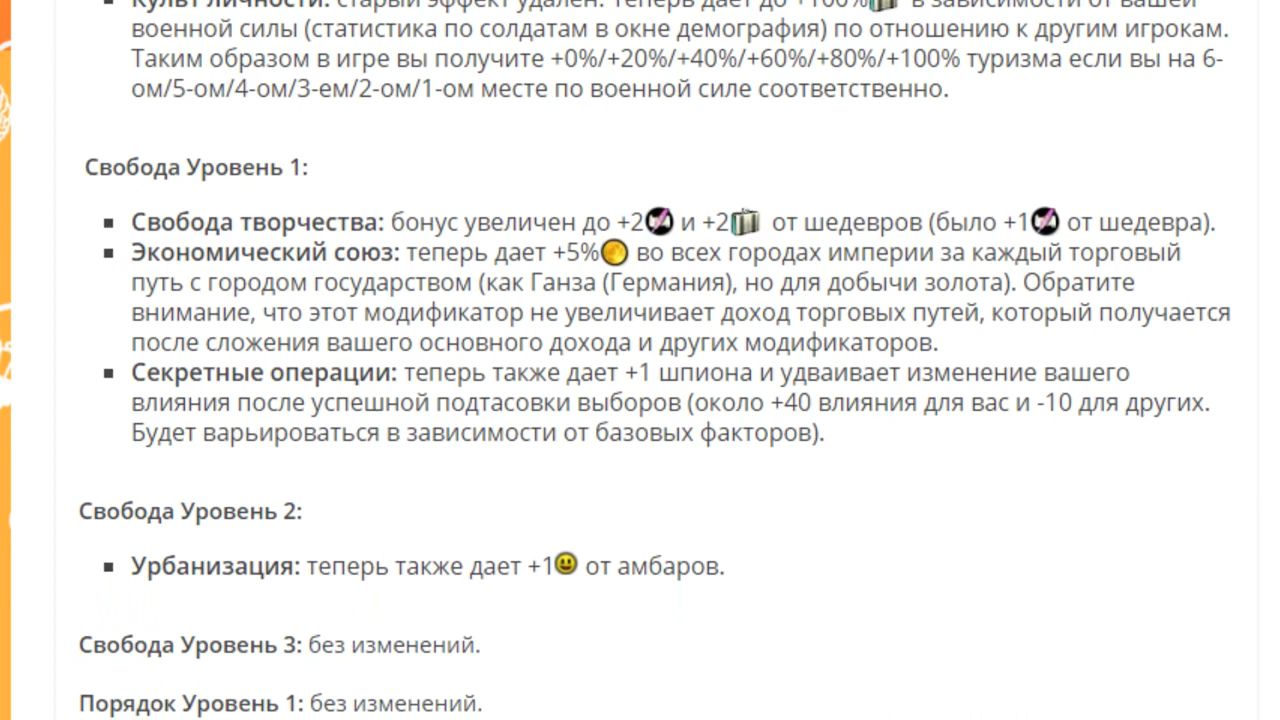 Культ личности: старый эффект удален. Теперь дает до +100% в зависимости от вашей
военной силы (статистика по солдатам в окне демография) по отношению к другим игрокам.
Таким образом в игре вы получите +0%/+20%/+40%/+60%/+80%/+100% туризма если вы на 6-
ом/5-ом/4-ом/3-ем/2-ом/1-ом месте по военной силе соответственно.
Свобода Уровень 1:
Свобода творчества: бонус увеличен до +2 и +2 от шедевров (было +1 от шедевра).
Экономический союз: теперь дает +5% во всех городах империи за каждый торговый
путь с городом государством (как Ганза (Германия), но для добычи золота). Обратите
внимание, что этот модификатор не увеличивает доход торговых путей, который получается
после сложения вашего основного дохода и других модификаторов.
Секретные операции: теперь также дает +1 шпиона и удваивает изменение вашего
влияния после успешной подтасовки выборов (около +40 влияния для вас и -10 для других.
Будет варьироваться в зависимости от базовых факторов).
Свобода Уровень 2:
Урбанизация: теперь также дает +1 от амбаров.
Свобода Уровень 3: без изменений.
Порядок Уровень 1: без изменений.